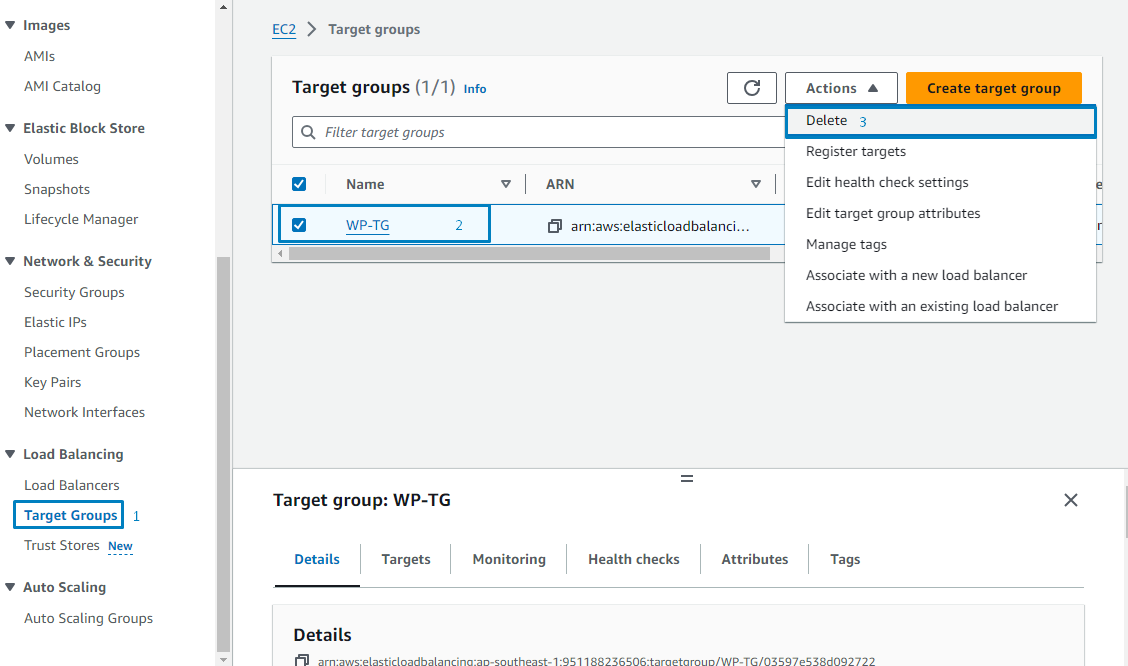 Images
AMIs
AMI Catalog
Elastic Block Store
Volumes
Snapshots
Lifecycle Manager
Network & Security
Security Groups
Elastic IPs
Placement Groups
Key Pairs
Network Interfaces
Load Balancing
Load Balancers
Target Groups 1
Trust Stores New
Auto Scaling
Auto Scaling Groups
EC2 > Target groups
Target groups (1/1) Info
Actions
Create target group
Filter target groups
Delete 3
Register targets
Edit health check settings
Edit target group attributes
Manage tags
Associate with a new load balancer
Associate with an existing load balancer
Name ARN
WP-TG 2 arn:aws:elasticloadbalanci...
Target group: WP-TG
Details Targets Monitoring Health checks Attributes Tags
Details
arn:aws:elasticloadbalancing:ap-southeast-1:951188236506:targetgroup/WP-TG/03597e538d092722